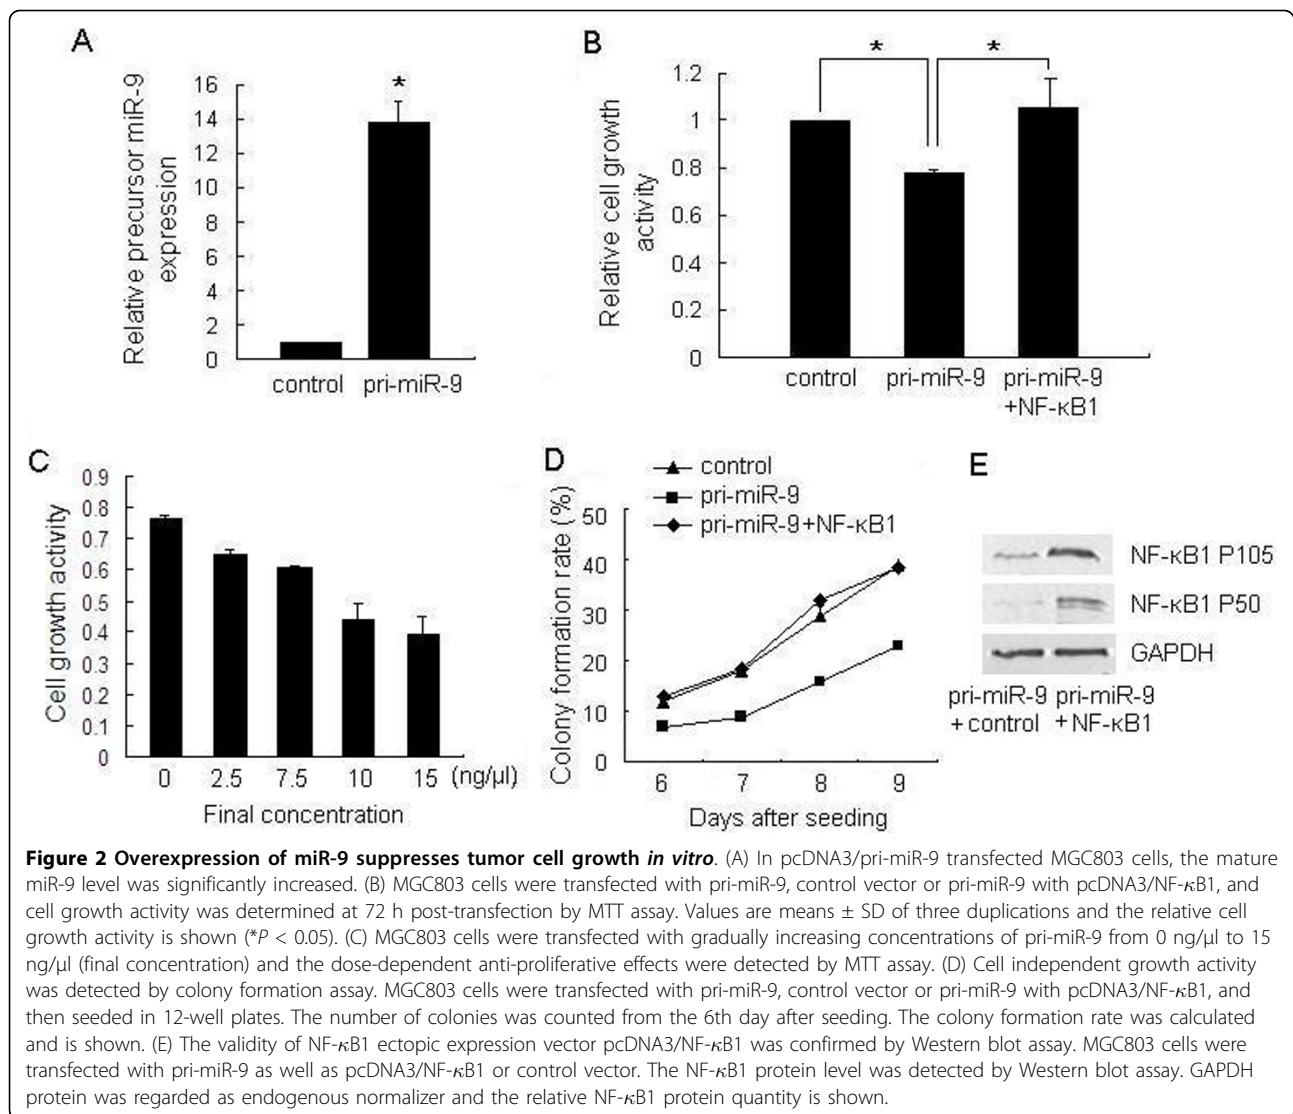 A
Relative precursor miR-9
expression
16
14
12
10
8
6
4
2
0
*
control pri-miR-9
B
Relative cell growth
activity
1.2
1
0.8
0.6
0.4
0.2
0
* *
control pri-miR-9 pri-miR-9
+NF-κB1
C
Cell growth activity
0.9
0.8
0.7
0.6
0.5
0.4
0.3
0.2
0.1
0
0 2.5 7.5 10 15 (ng/µl)
Final concentration
D
control
pri-miR-9
pri-miR-9+NF-κB1
Colony formation rate (%)
50
40
30
20
10
0
6 7 8 9
Days after seeding
E
NF-κB1 P105
NF-κB1 P50
GAPDH
pri-miR-9 pri-miR-9
+ control + NF-κB1
Figure 2 Overexpression of miR-9 suppresses tumor cell growth in vitro. (A) In pcDNA3/pri-miR-9 transfected MGC803 cells, the mature
miR-9 level was significantly increased. (B) MGC803 cells were transfected with pri-miR-9, control vector or pri-miR-9 with pcDNA3/NF-κB1, and
cell growth activity was determined at 72 h post-transfection by MTT assay. Values are means ± SD of three duplications and the relative cell
growth activity is shown (*P < 0.05). (C) MGC803 cells were transfected with gradually increasing concentrations of pri-miR-9 from 0 ng/µl to 15
ng/µl (final concentration) and the dose-dependent anti-proliferative effects were detected by MTT assay. (D) Cell independent growth activity
was detected by colony formation assay. MGC803 cells were transfected with pri-miR-9, control vector or pri-miR-9 with pcDNA3/NF-κB1, and
then seeded in 12-well plates. The number of colonies was counted from the 6th day after seeding. The colony formation rate was calculated
and is shown. (E) The validity of NF-κB1 ectopic expression vector pcDNA3/NF-κB1 was confirmed by Western blot assay. MGC803 cells were
transfected with pri-miR-9 as well as pcDNA3/NF-κB1 or control vector. The NF-κB1 protein level was detected by Western blot assay. GAPDH
protein was regarded as endogenous normalizer and the relative NF-κB1 protein quantity is shown.